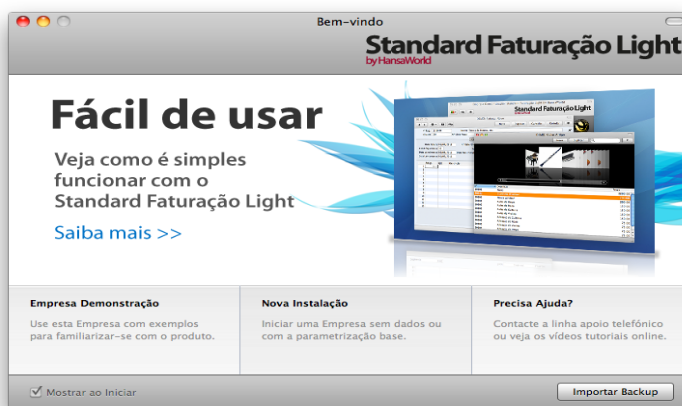 Bem-vindo
Standard Faturação Light
by HansaWorld
Fácil de usar
Veja como é simples
funcionar com o
Standard Faturação Light
Saiba mais >>
Standard Faturação Light
Empresa Demonstração
Use esta Empresa com exemplos
para familiarizar-se com o produto.
Nova Instalação
Iniciar uma Empresa sem dados ou
com a parametrização base.
Precisa Ajuda?
Contacte a linha apoio telefónico
ou veja os vídeos tutoriais online.
Mostrar ao Iniciar
Importar Backup